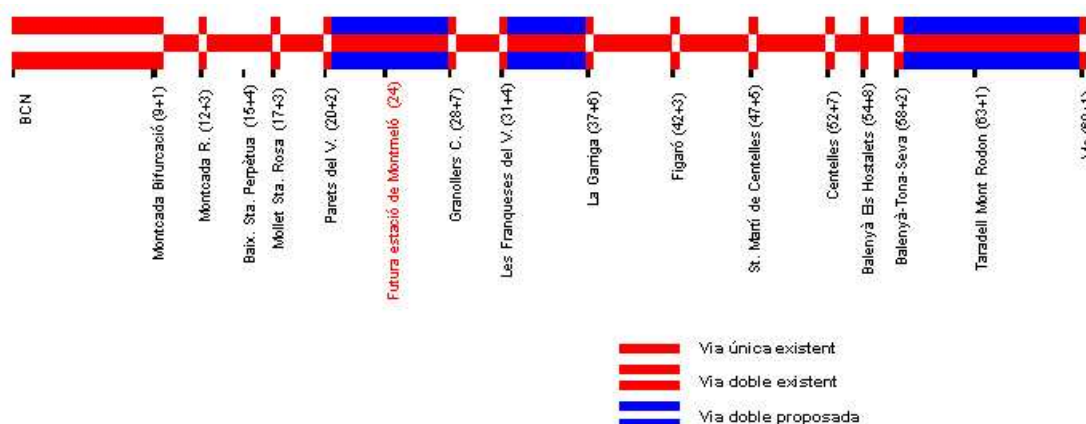 BCN
Montcada Bifurcació (9+1)
Montcada R. (12+3)
Baix. Sta. Perpètua (15+4)
Mollet Sta. Rosa (17+3)
Parets del V. (20+2)
Futura estació de Montmeló (24)
Granollers C. (28+7)
Les Franqueses del V. (31+4)
La Garriga (37+6)
Figaró (42+3)
St. Martí de Centelles (47+5)
Centelles (52+7)
Balenyà Els Hostalets (54+8)
Balenyà-Tona-Seva (58+2)
Taradell Mont Rodon (63+1)
Via única existent
Via doble existent
Via doble proposada